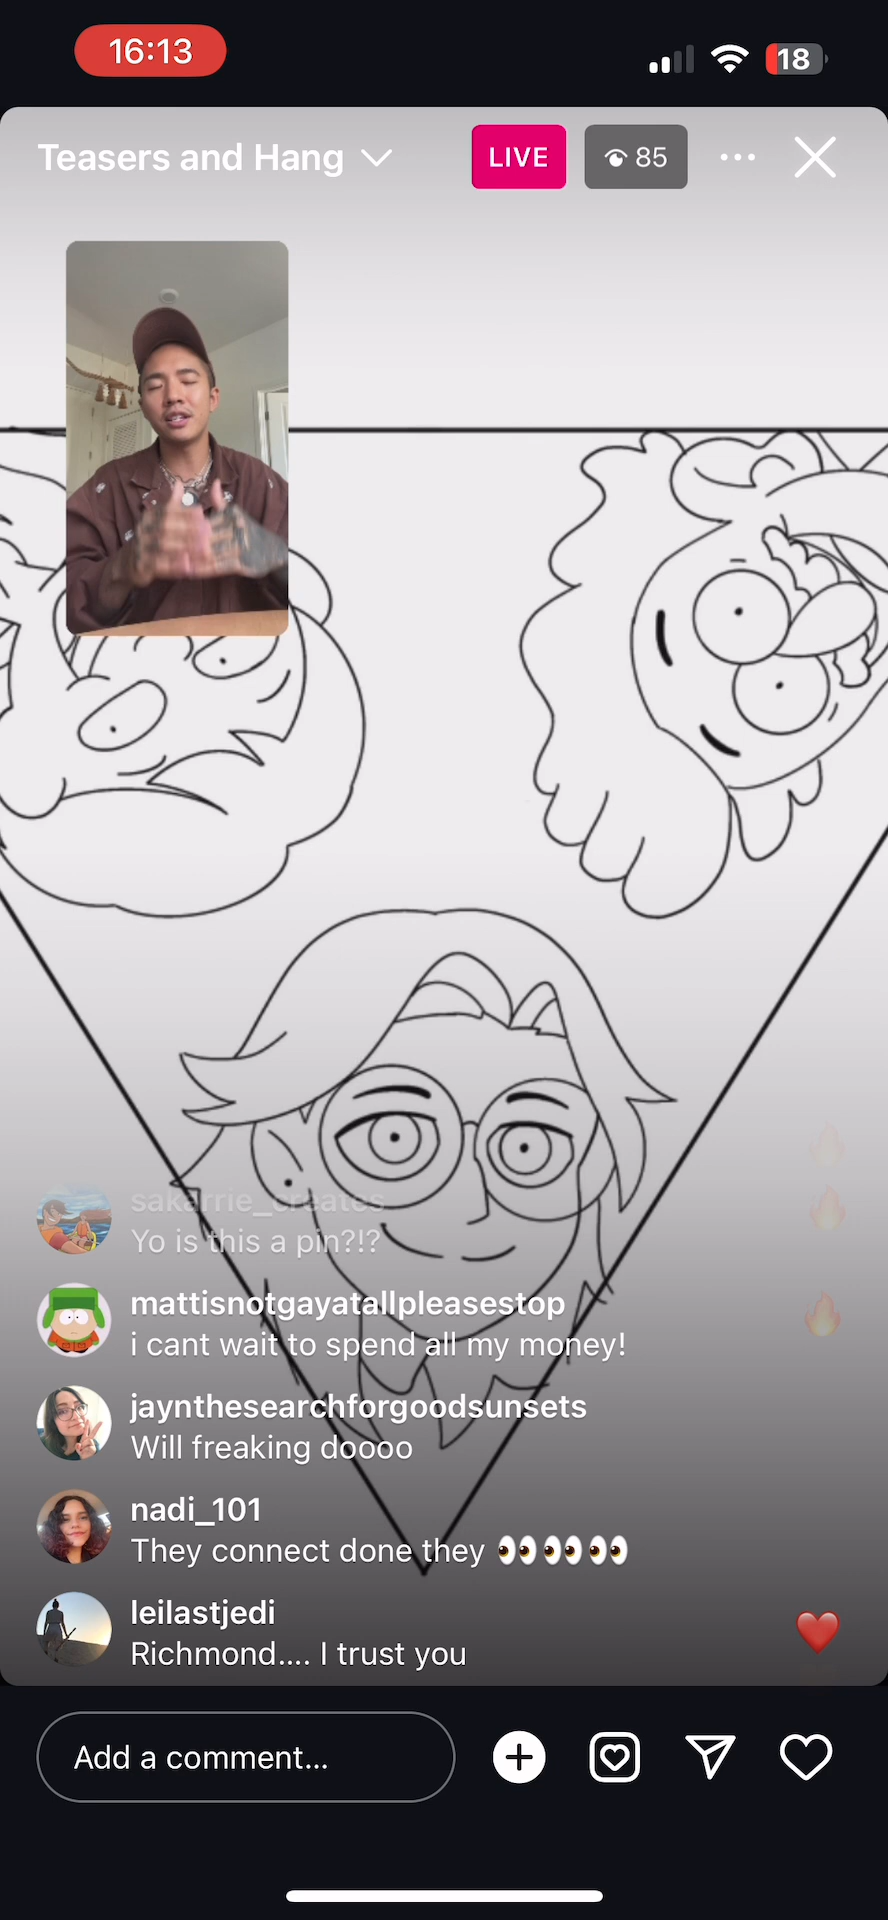 16:13
18
Teasers and Hang
LIVE
85
sakarrie_creates
Yo is this a pin?!?
mattisnotgayatallpleasestop
i cant wait to spend all my money!
jaynthesearchforgoodsunsets
Will freaking doooo
nadi_101
They connect done they 👀👀👀
leilastjedi
Richmond.... I trust you
Add a comment...